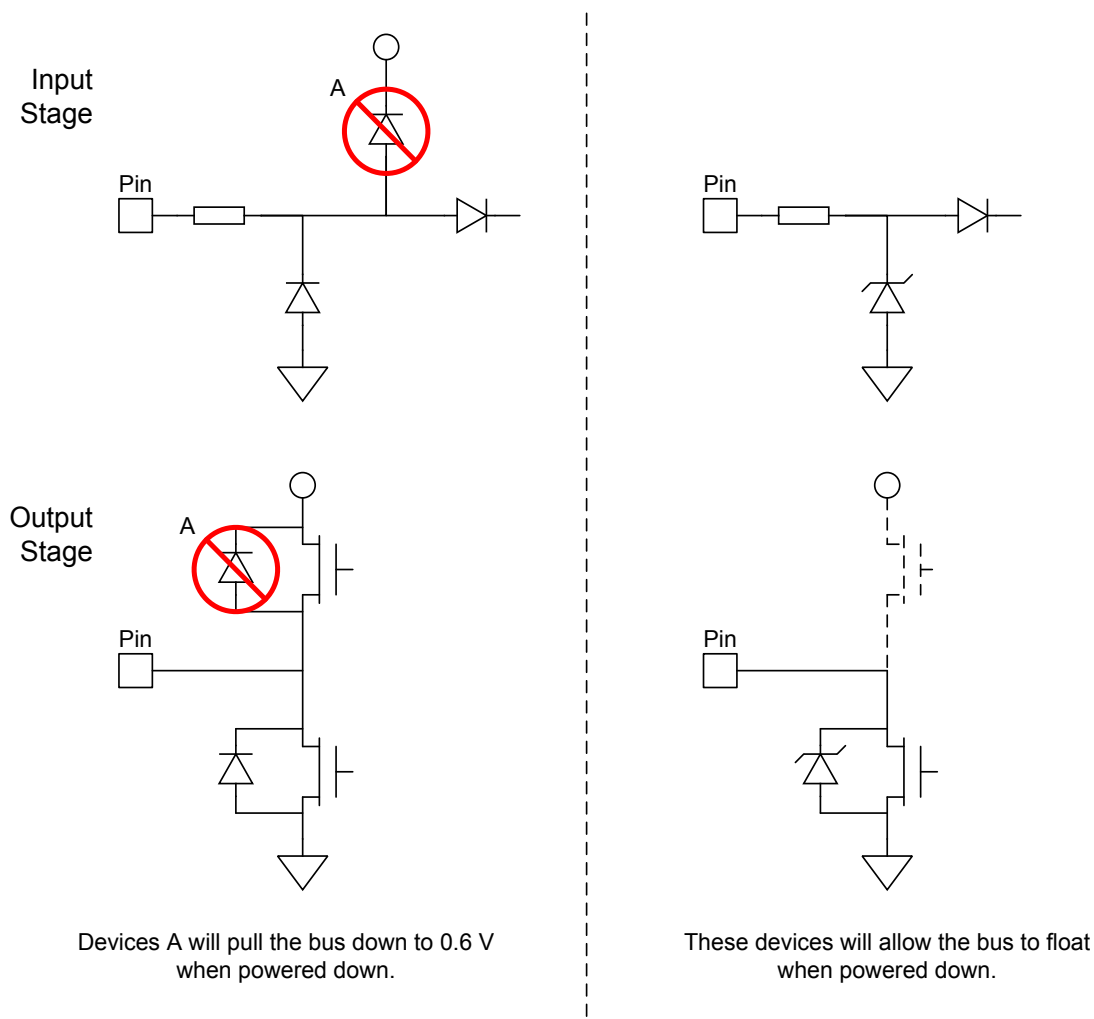 Input
Stage
A
Pin
Pin
Output
Stage
A
Pin
Pin
Devices A will pull the bus down to 0.6 V
when powered down.
These devices will allow the bus to float
when powered down.